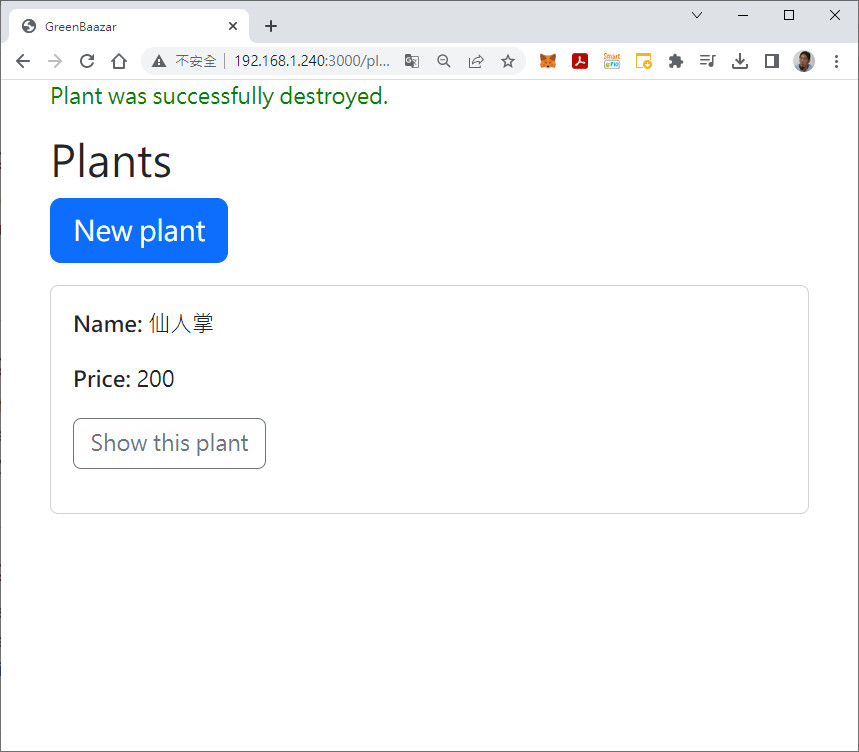 GreenBaazar
不安全 192.168.1.240:3000/pl...
Plant was successfully destroyed.
Plants
New plant
Name: 仙人掌
Price: 200
Show this plant